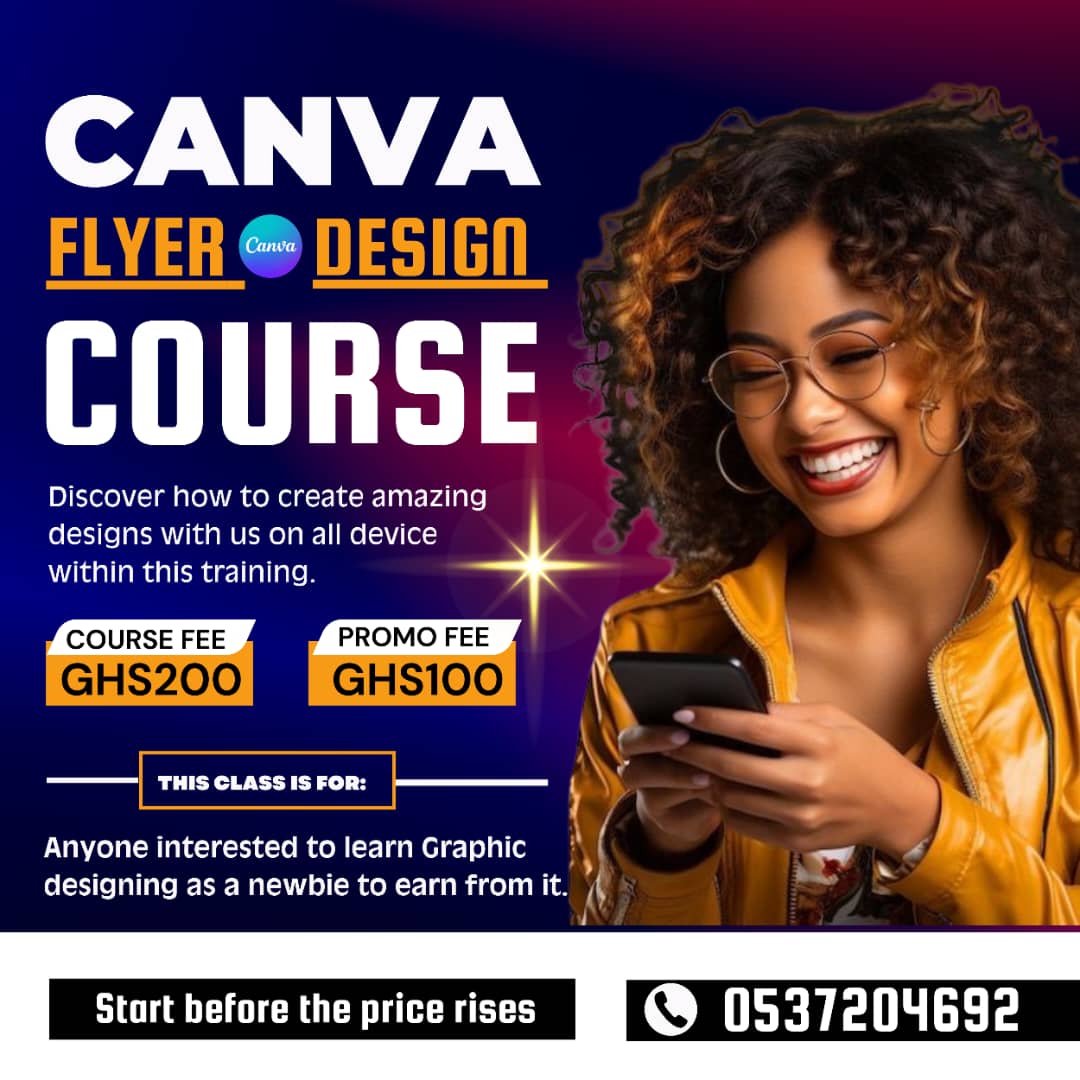 CANVA
FLYER Canva DESIGN
COURSE
Discover how to create amazing
designs with us on all device
within this training.
COURSE FEE
GHS200
PROMO FEE
GHS100
THIS CLASS IS FOR:
Anyone interested to learn Graphic
designing as a newbie to earn from it.
Start before the price rises
0537204692